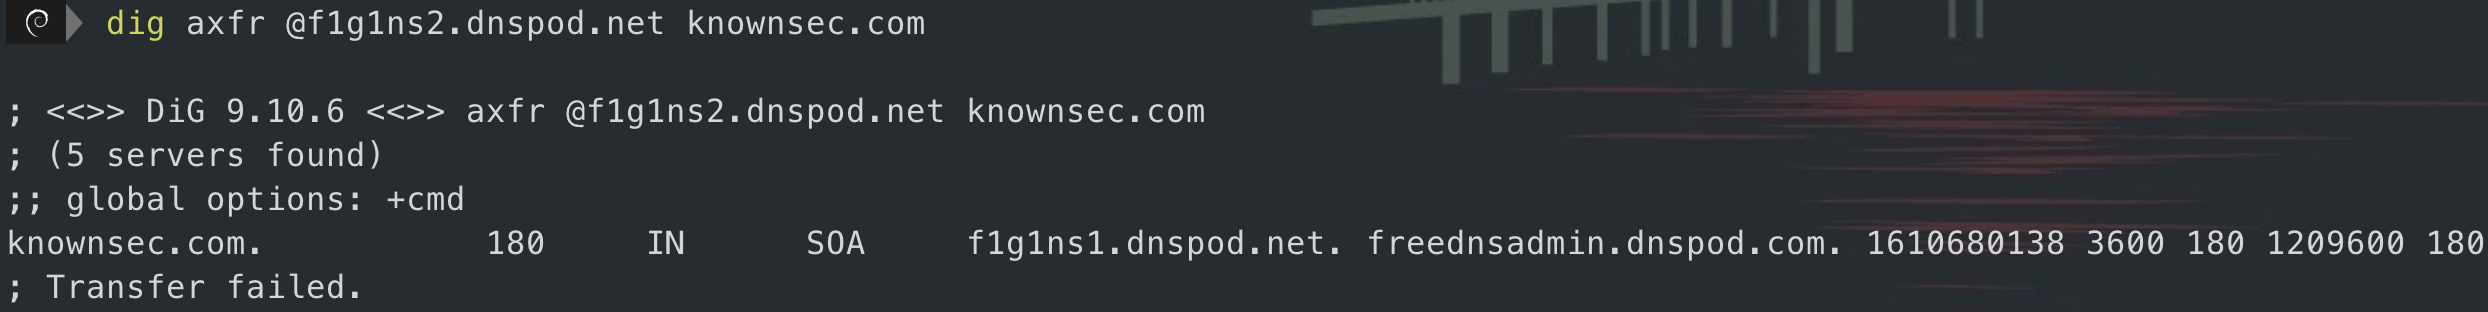 dig axfr @f1g1ns2.dnspod.net knownsec.com
; <<>> DiG 9.10.6 <<>> axfr @f1g1ns2.dnspod.net knownsec.com
; (5 servers found)
;; global options: +cmd
knownsec.com. 180 IN SOA f1g1ns1.dnspod.net. freednsadmin.dnspod.com. 1610680138 3600 180 1209600 180
; Transfer failed.